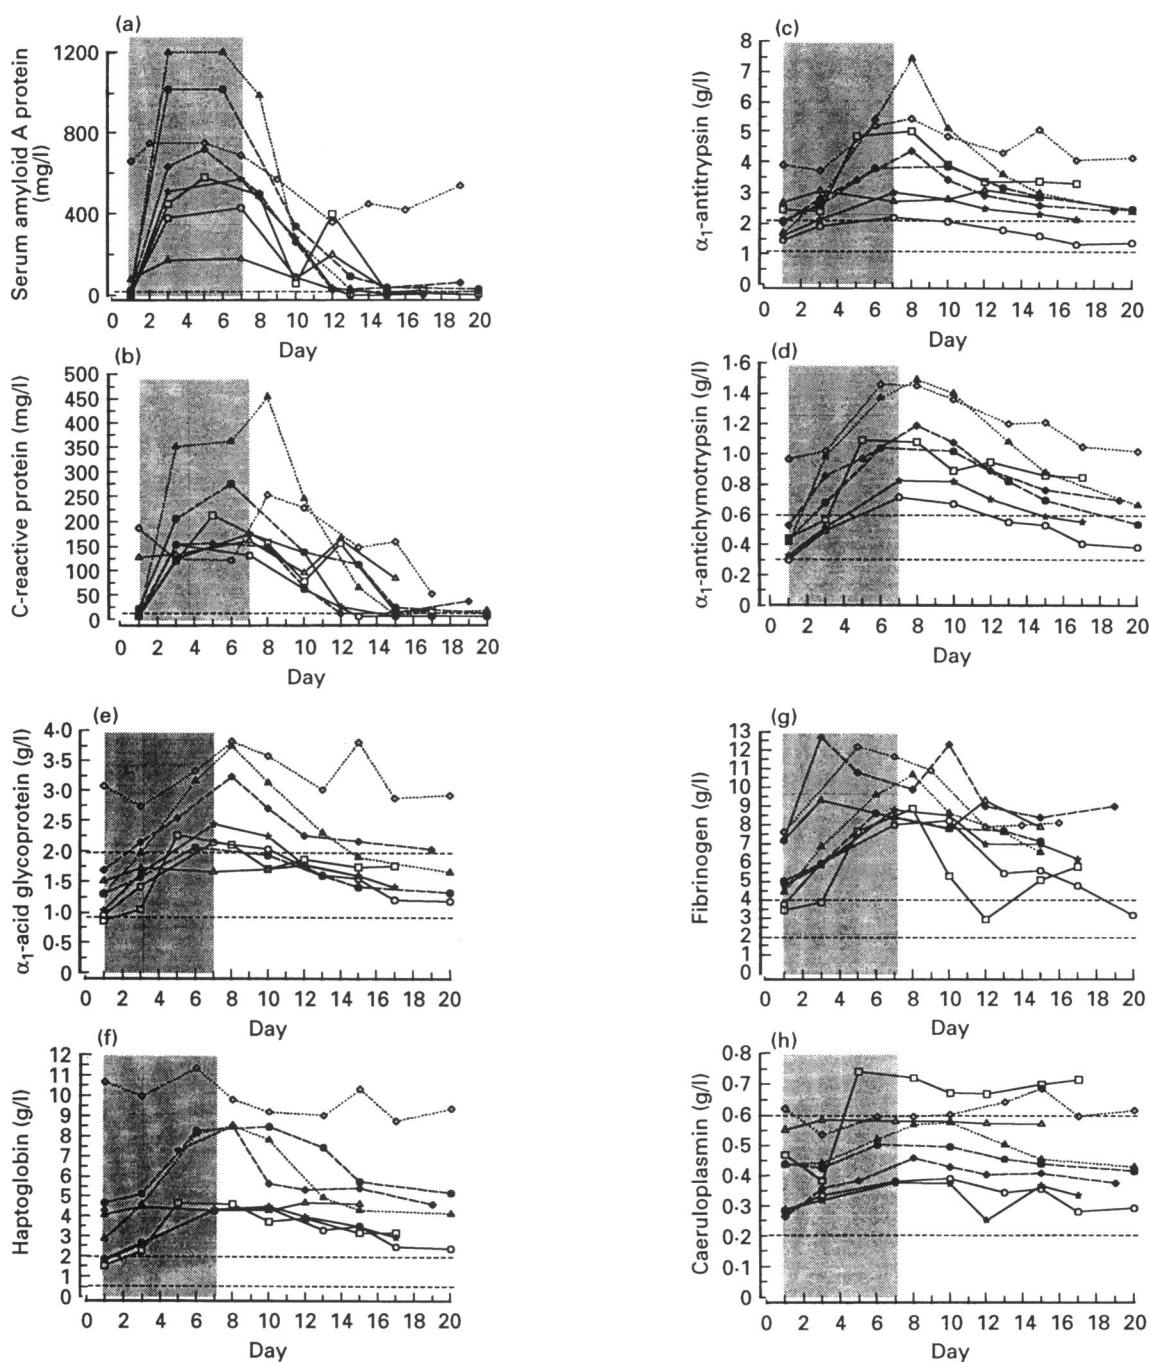 (a)
Serum amyloid A protein
(mg/l)
1200
800
400
0
0 2 4 6 8 10 12 14 16 18 20
Day
(b)
C-reactive protein (mg/l)
500
450
400
350
300
250
200
150
100
50
0
0 2 4 6 8 10 12 14 16 18 20
Day
(c)
α1-antitrypsin (g/l)
8
7
6
5
4
3
2
1
0
0 2 4 6 8 10 12 14 16 18 20
Day
(d)
α1-antichymotrypsin (g/l)
1·6
1·4
1·2
1·0
0·8
0·6
0·4
0·2
0
0 2 4 6 8 10 12 14 16 18 20
Day
(e)
α1-acid glycoprotein (g/l)
4·0
3·5
3·0
2·5
2·0
1·5
1·0
0·5
0
0 2 4 6 8 10 12 14 16 18 20
Day
(f)
Haptoglobin (g/l)
12
11
10
9
8
7
6
5
4
3
2
1
0
0 2 4 6 8 10 12 14 16 18 20
Day
(g)
Fibrinogen (g/l)
13
12
11
10
9
8
7
6
5
4
3
2
1
0
0 2 4 6 8 10 12 14 16 18 20
Day
(h)
Caeruloplasmin (g/l)
0·8
0·7
0·6
0·5
0·4
0·3
0·2
0·1
0
0 2 4 6 8 10 12 14 16 18 20
Day